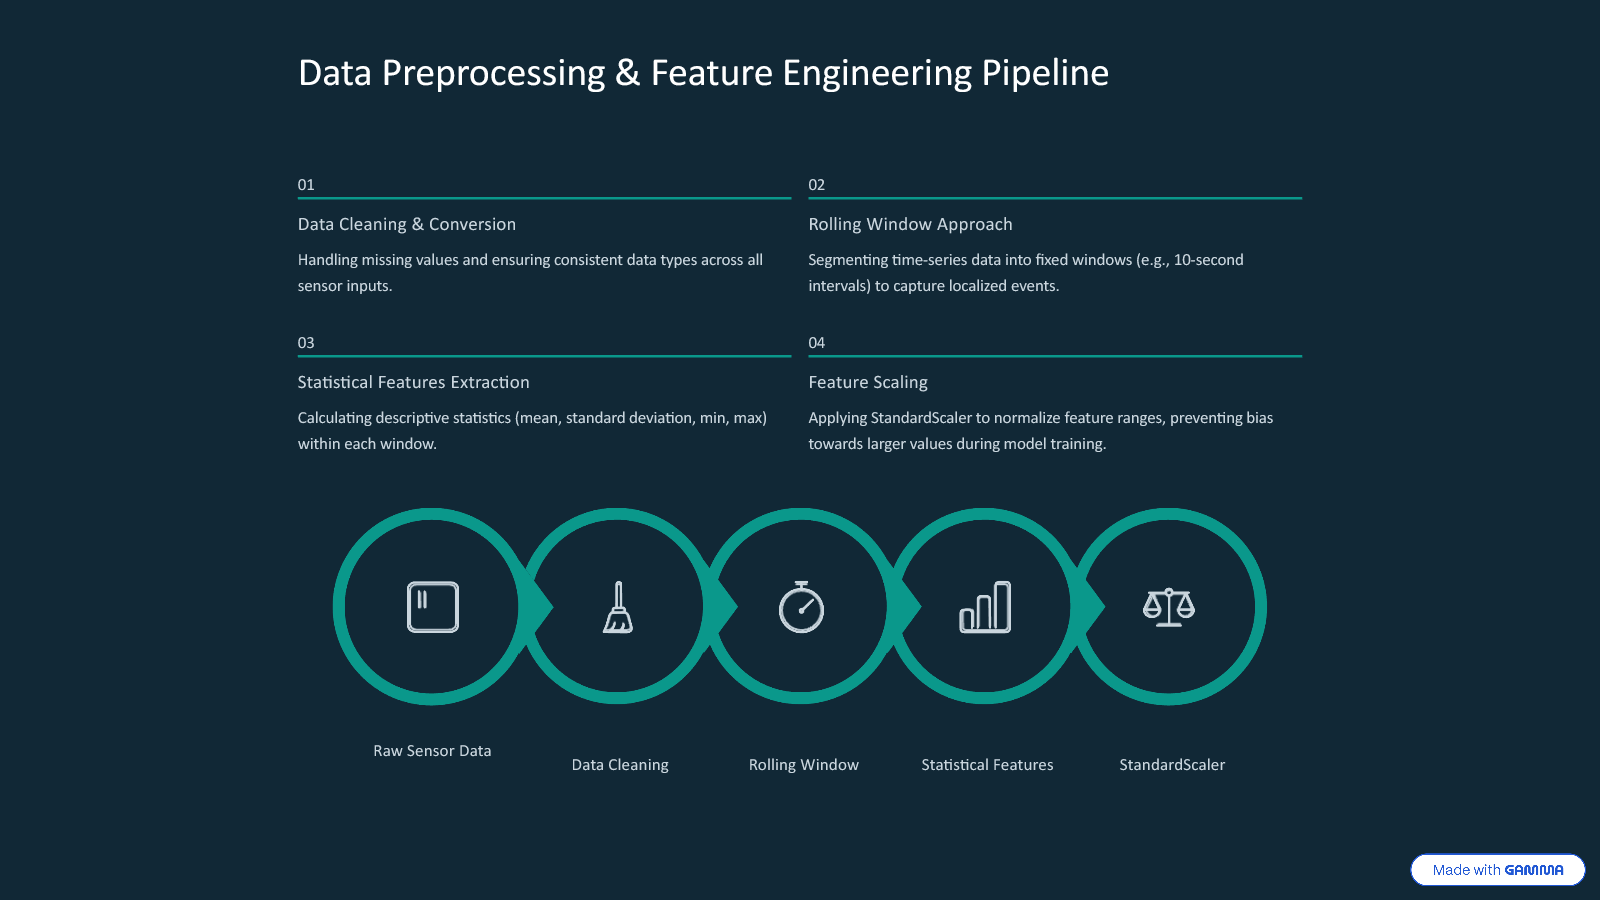 Data Preprocessing & Feature Engineering Pipeline
01
Data Cleaning & Conversion
Handling missing values and ensuring consistent data types across all
sensor inputs.
02
Rolling Window Approach
Segmenting time-series data into fixed windows (e.g., 10-second
intervals) to capture localized events.
03
Statistical Features Extraction
Calculating descriptive statistics (mean, standard deviation, min, max)
within each window.
04
Feature Scaling
Applying StandardScaler to normalize feature ranges, preventing bias
towards larger values during model training.
Raw Sensor Data
Data Cleaning
Rolling Window
Statistical Features
StandardScaler
Made with GAMMA